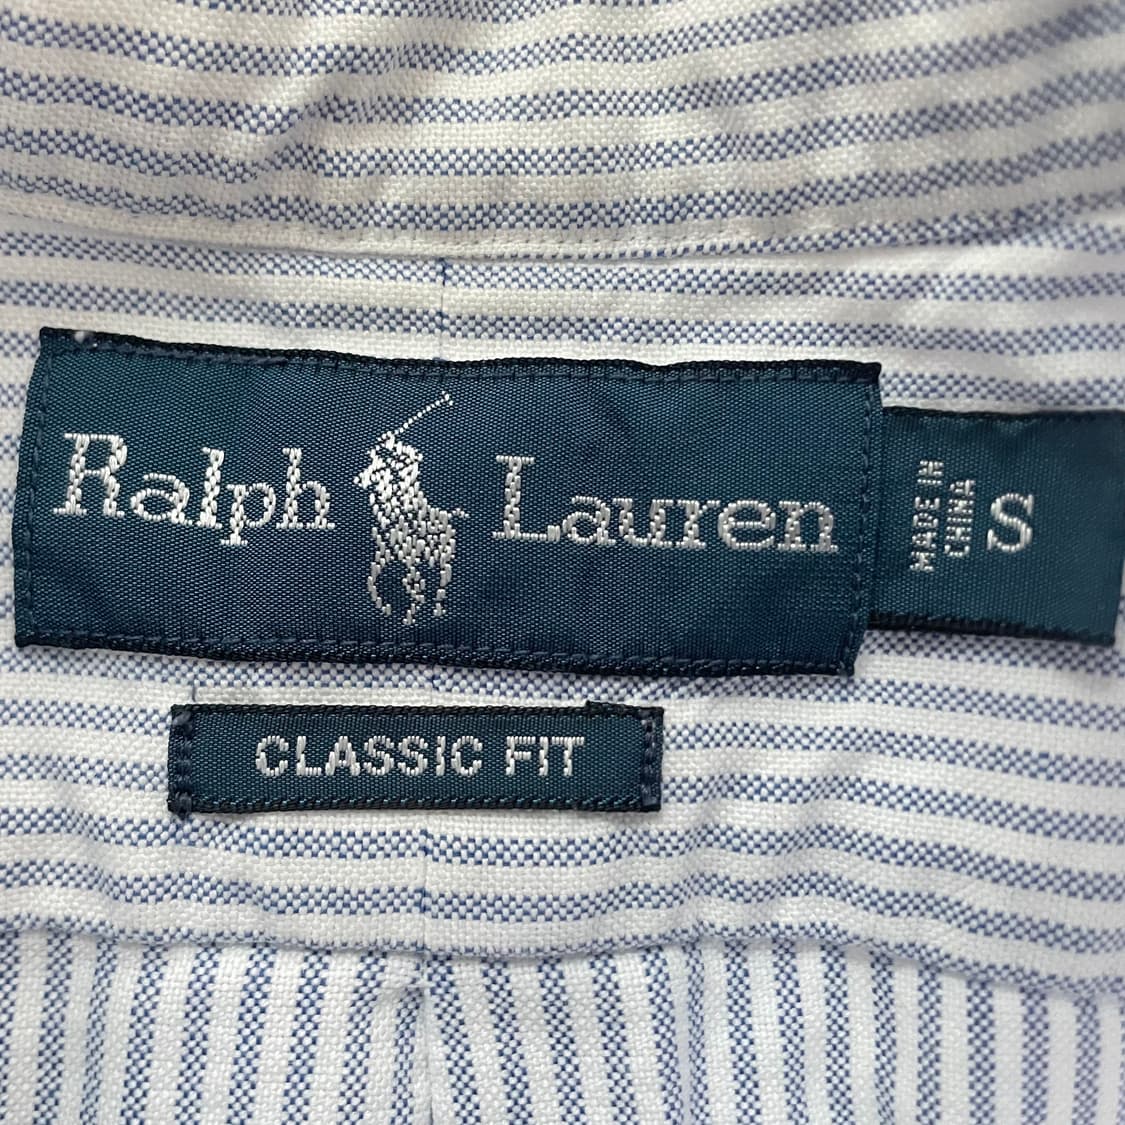 Ralph Lauren
MADE IN
CHINA
S
CLASSIC FIT